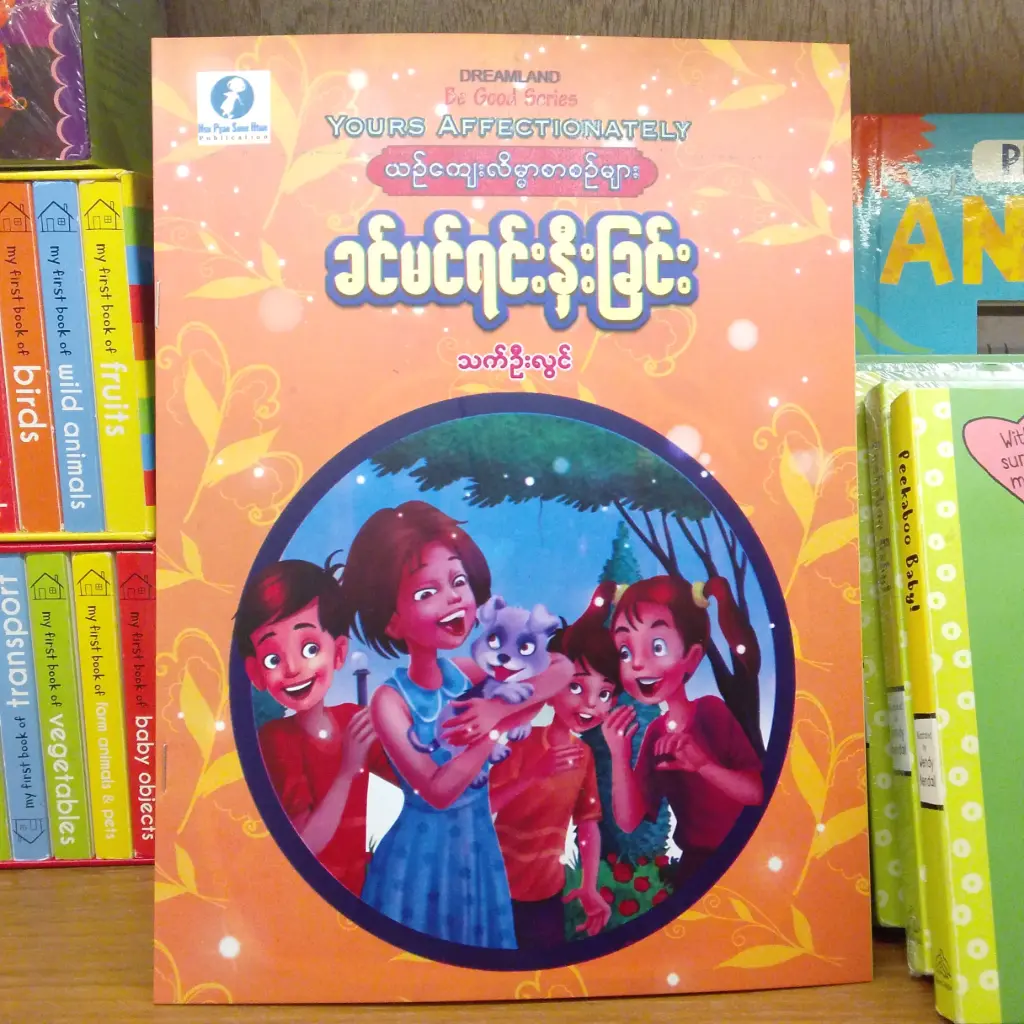 DREAMLAND
Be Good Series
YOURS AFFECTIONATELY
ယဉ်ကျေးလိမ္မာစာစဉ်များ
ခင်မင်ရင်းနှီးခြင်း
သက်ဦးလွင်
Publication
my first book of birds
my first book of wild animals
my first book of fruits
my first book of transport
my first book of vegetables
my first book of farm animals & pets
my first book of baby objects
AN
Peekaboo Baby!